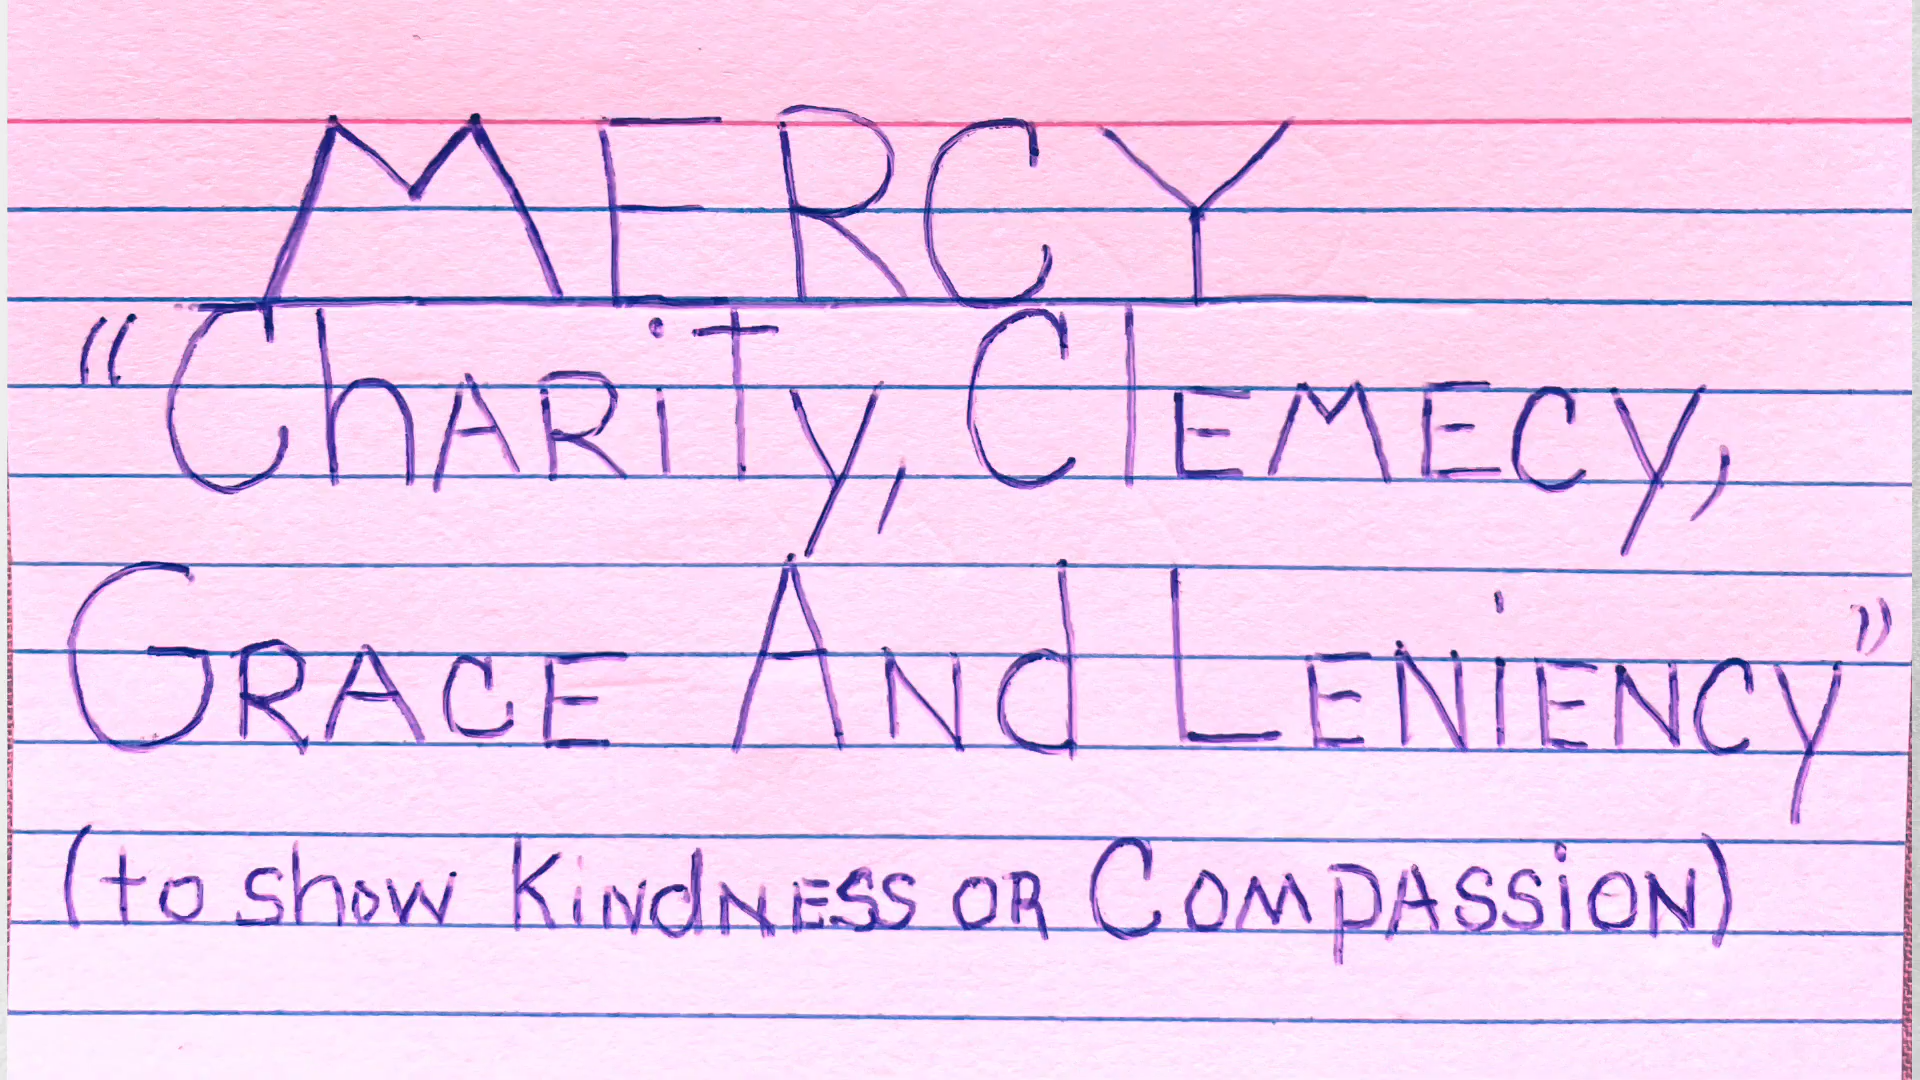 MERCY
"Charity, Clemecy,
Grace And Leniency"
(to show Kindness or Compassion)